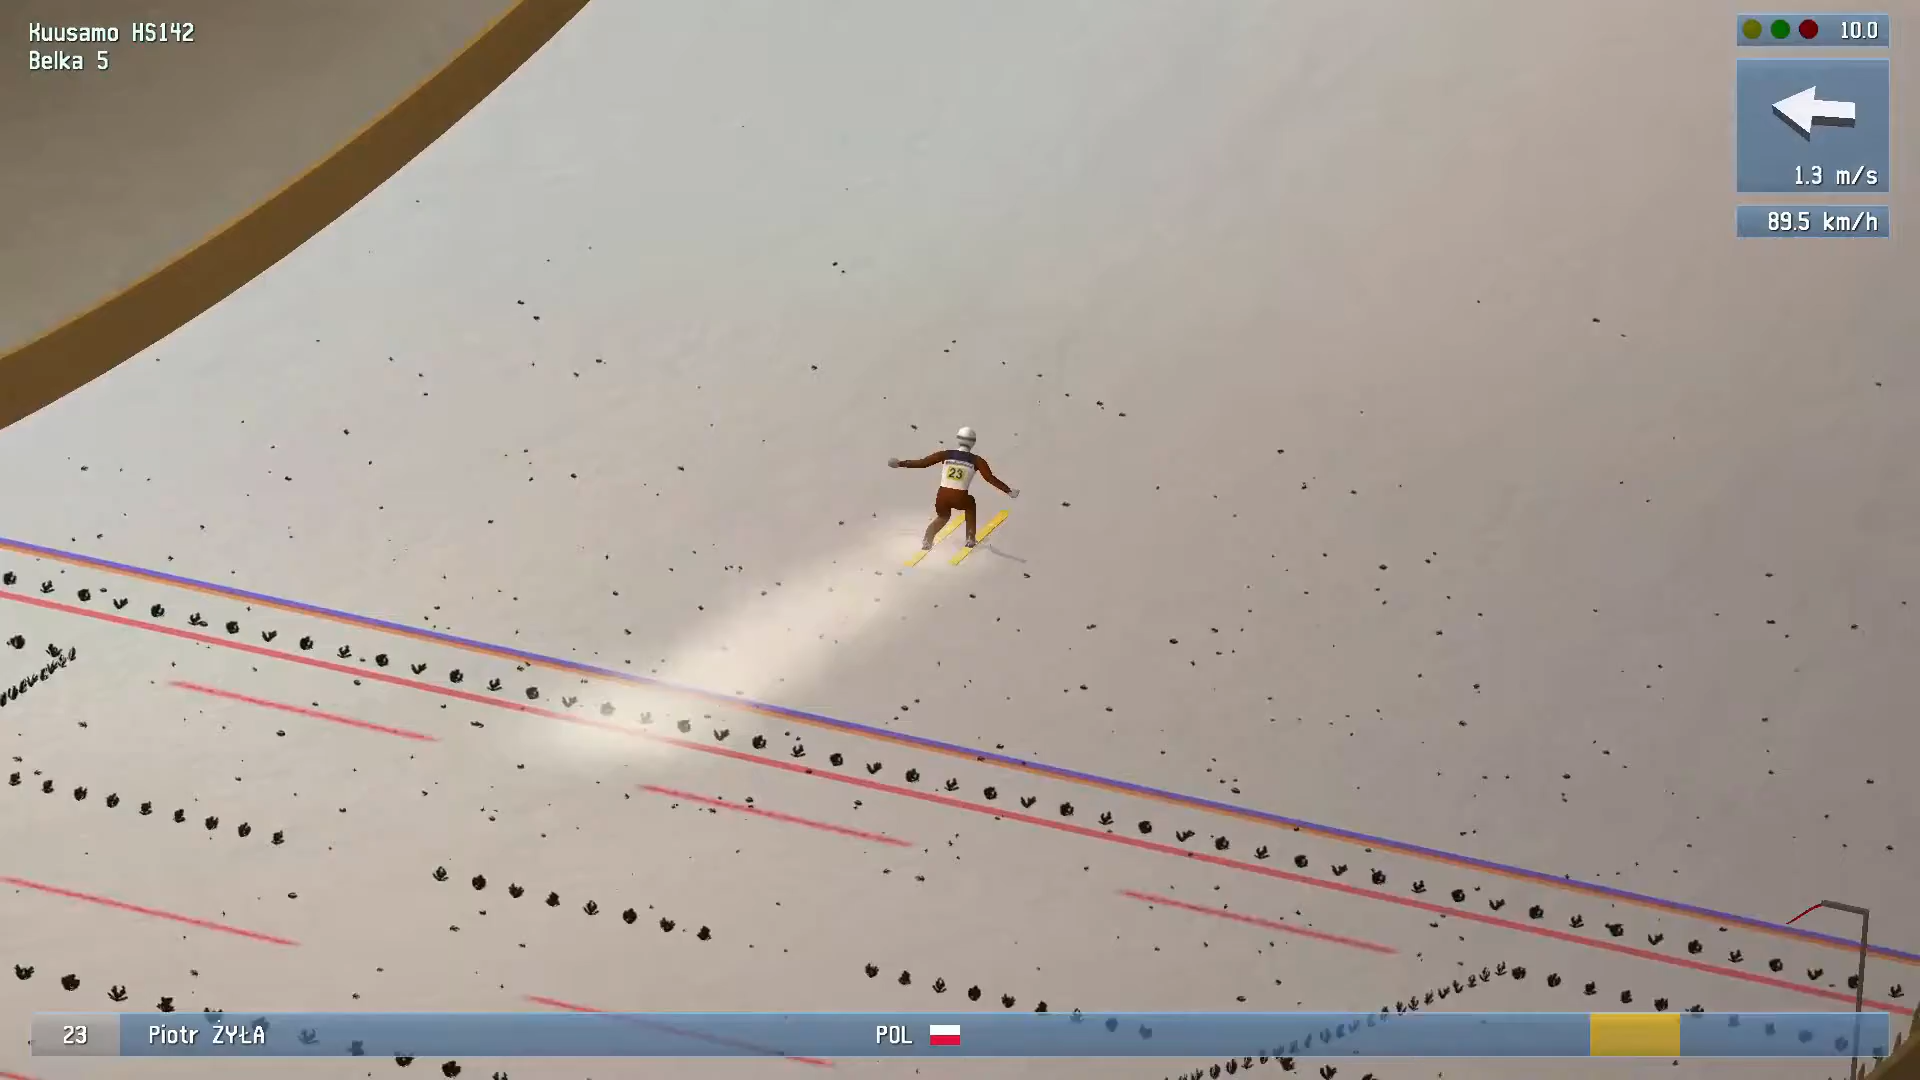 Kuusamo HS142
Belka 5
10.0
1.3 m/s
89.5 km/h
23
23 Piotr ŻYŁA POL